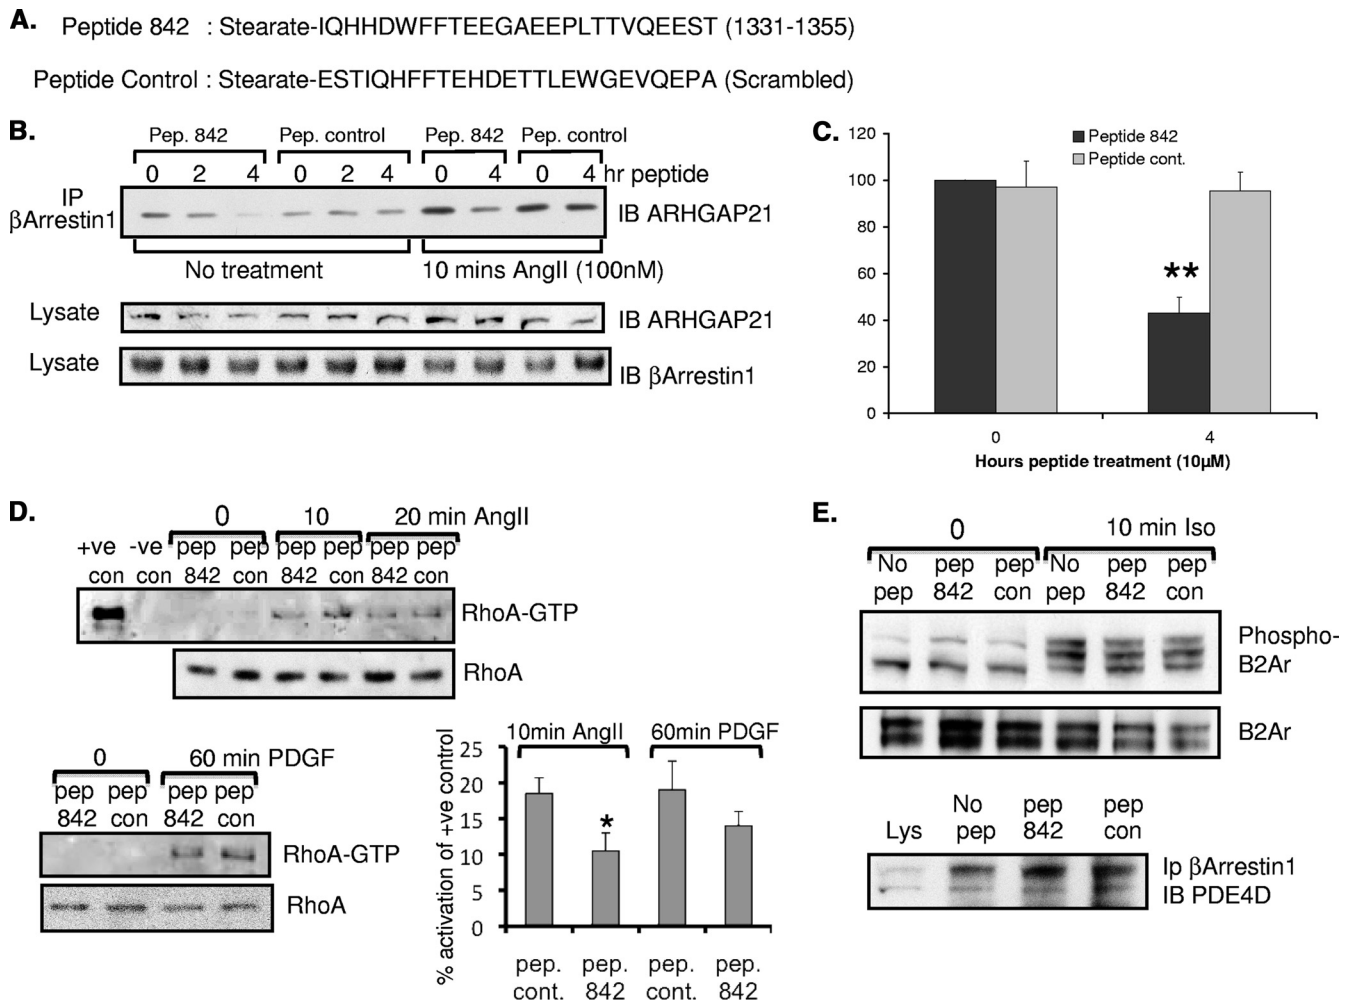 A.
Peptide 842 : Stearate-IQHHDWFFTEEGAEEPLTTVQEEST (1331-1355)
Peptide Control : Stearate-ESTIQHFFTEHDETTLEWGEVQEPA (Scrambled)
B.
Pep. 842 Pep. control Pep. 842 Pep. control
0 2 4 0 2 4 0 4 0 4 hr peptide
IP
βArrestin1
IB ARHGAP21
No treatment 10 mins AngII (100nM)
Lysate IB ARHGAP21
Lysate IB βArrestin1
C.
120
100
80
60
40
20
0
Peptide 842
Peptide cont.
**
0 4
Hours peptide treatment (10µM)
D.
0 10 20 min AngII
+ve -ve pep pep pep pep pep pep
con con 842 con 842 con 842 con
RhoA-GTP
RhoA
0 60 min PDGF
pep pep pep pep
842 con 842 con
RhoA-GTP
RhoA
10min AngII 60min PDGF
% activation of +ve control
25
20
15
10
5
0
*
pep. pep. pep. pep.
cont. 842 cont. 842
E.
0 10 min Iso
No pep pep No pep pep
pep 842 con pep 842 con
Phospho-
B2Ar
B2Ar
No pep pep
Lys pep 842 con
Ip βArrestin1
IB PDE4D